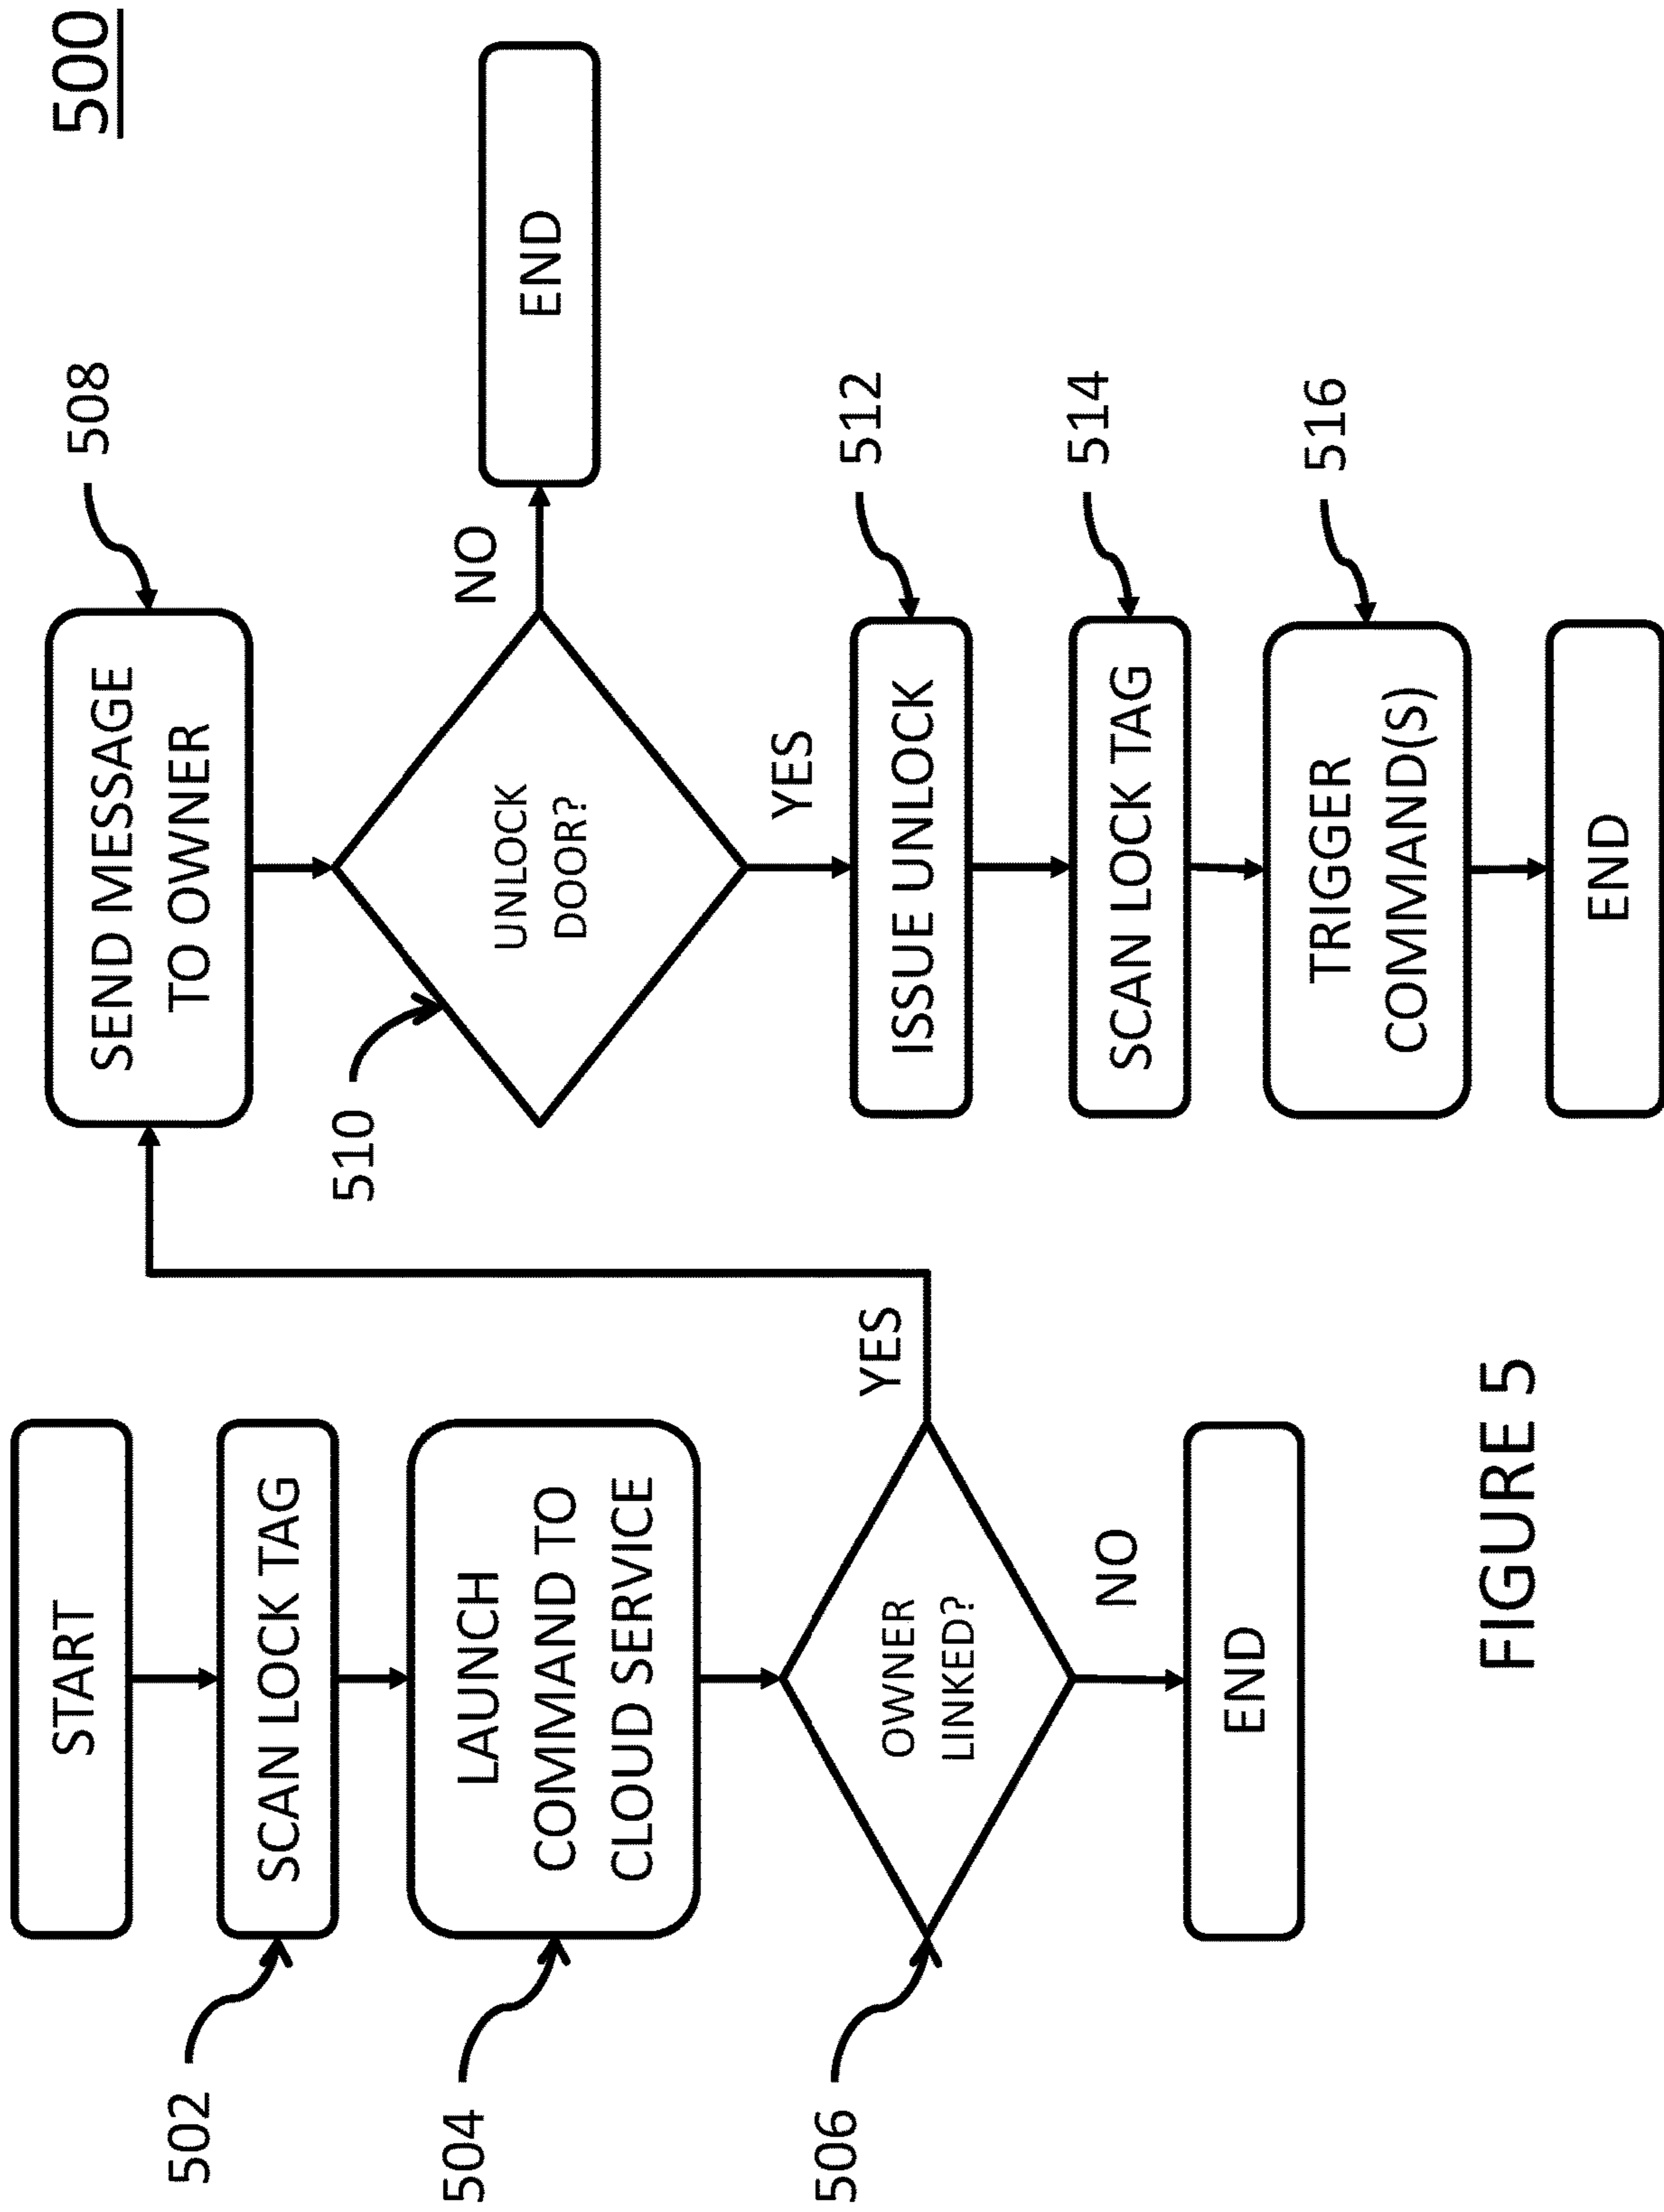 500
START
502
SCAN LOCK TAG
504
LAUNCH
COMMAND TO
CLOUD SERVICE
506
OWNER
LINKED?
YES
NO
END
508
SEND MESSAGE
TO OWNER
510
UNLOCK
DOOR?
NO
END
YES
512
ISSUE UNLOCK
514
SCAN LOCK TAG
516
TRIGGER
COMMAND(S)
END
FIGURE 5